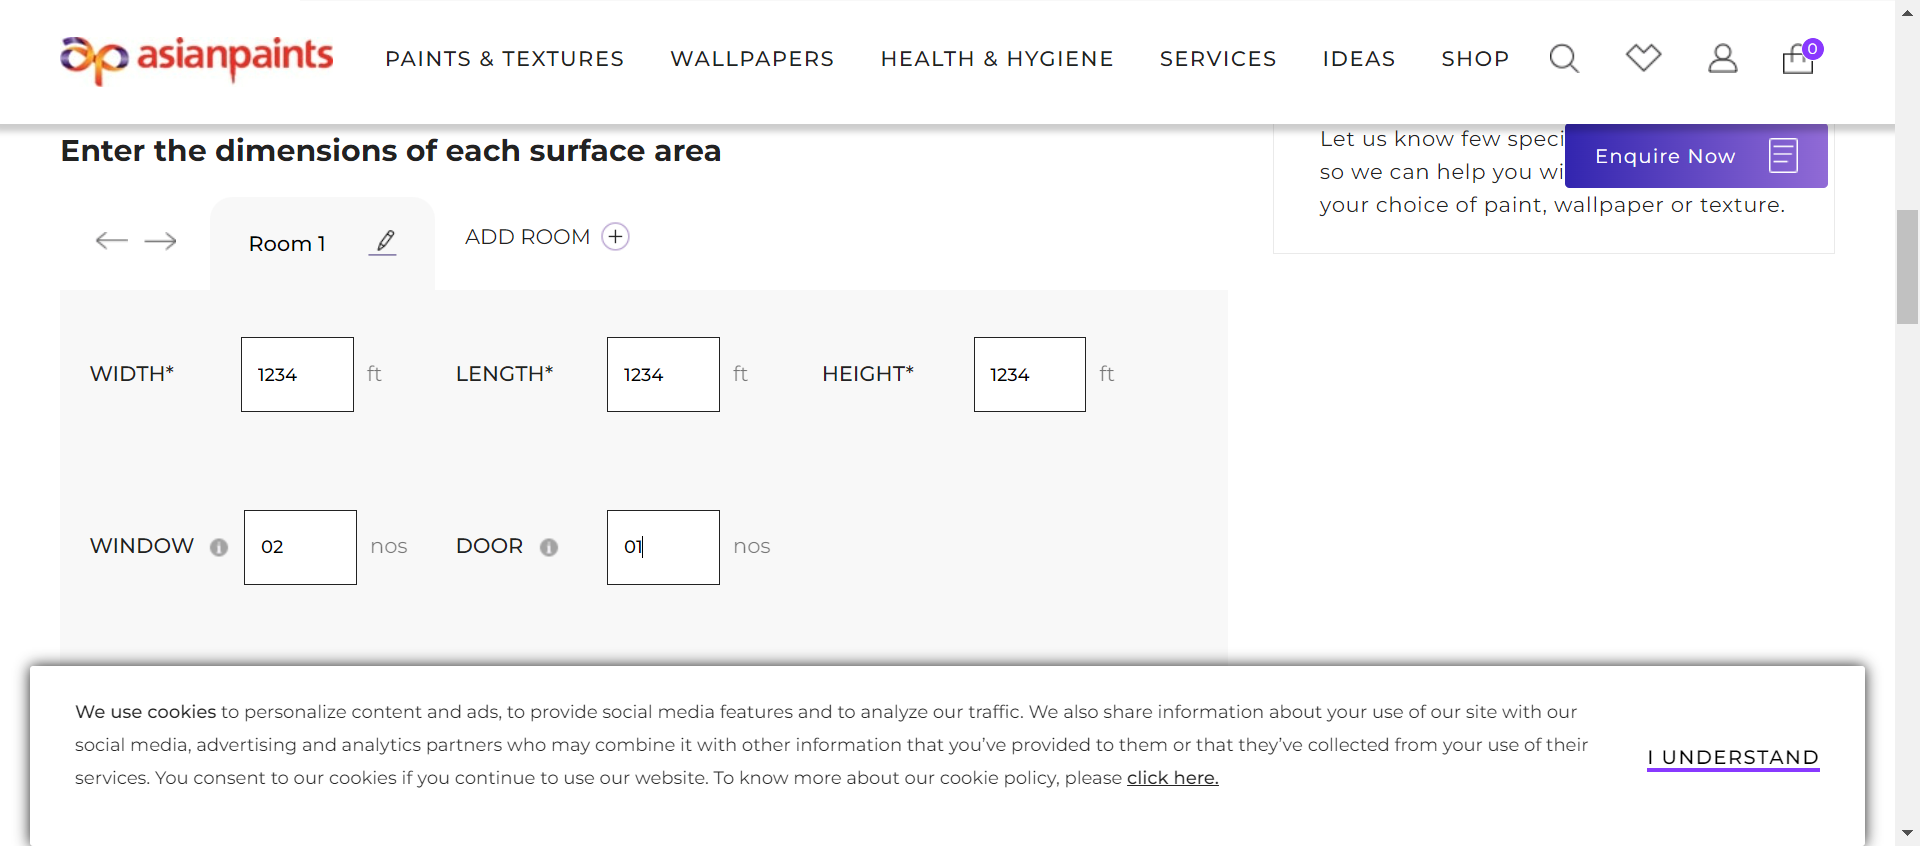 asianpaints
PAINTS & TEXTURES WALLPAPERS HEALTH & HYGIENE SERVICES IDEAS SHOP 0
Enter the dimensions of each surface area
Let us know few speci
so we can help you wi
your choice of paint, wallpaper or texture.
Enquire Now
Room 1 ADD ROOM
WIDTH* 1234 ft LENGTH* 1234 ft HEIGHT* 1234 ft
WINDOW i 02 nos DOOR i 01 nos
We use cookies to personalize content and ads, to provide social media features and to analyze our traffic. We also share information about your use of our site with our
social media, advertising and analytics partners who may combine it with other information that you’ve provided to them or that they’ve collected from your use of their
services. You consent to our cookies if you continue to use our website. To know more about our cookie policy, please click here.
I UNDERSTAND